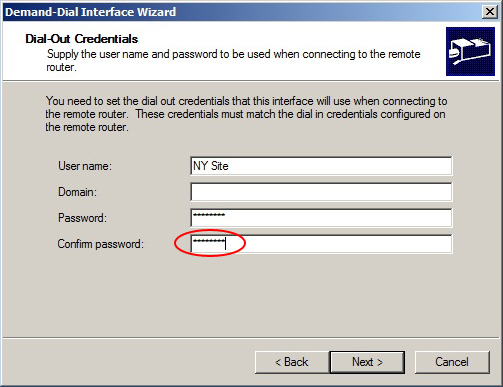 Demand-Dial Interface Wizard
Dial-Out Credentials
Supply the user name and password to be used when connecting to the remote
router.
You need to set the dial out credentials that this interface will use when connecting to
the remote router. These credentials must match the dial in credentials configured on
the remote router.
User name: NY Site
Domain:
Password: ********
Confirm password: ********
< Back Next > Cancel